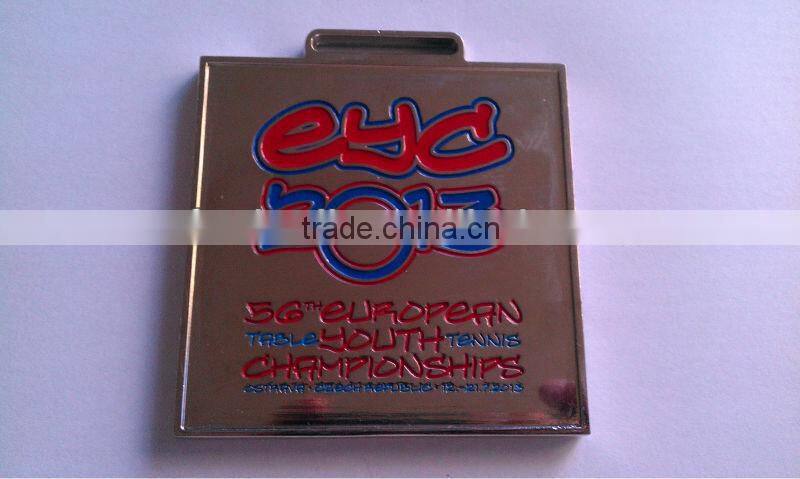 eyc
2013
trade.china.cn
56TH EUROPEAN
TABLE YOUTH TENNIS
CHAMPIONSHIPS
OSTRAVA • CZECH REPUBLIC • 12.-21.7.2013